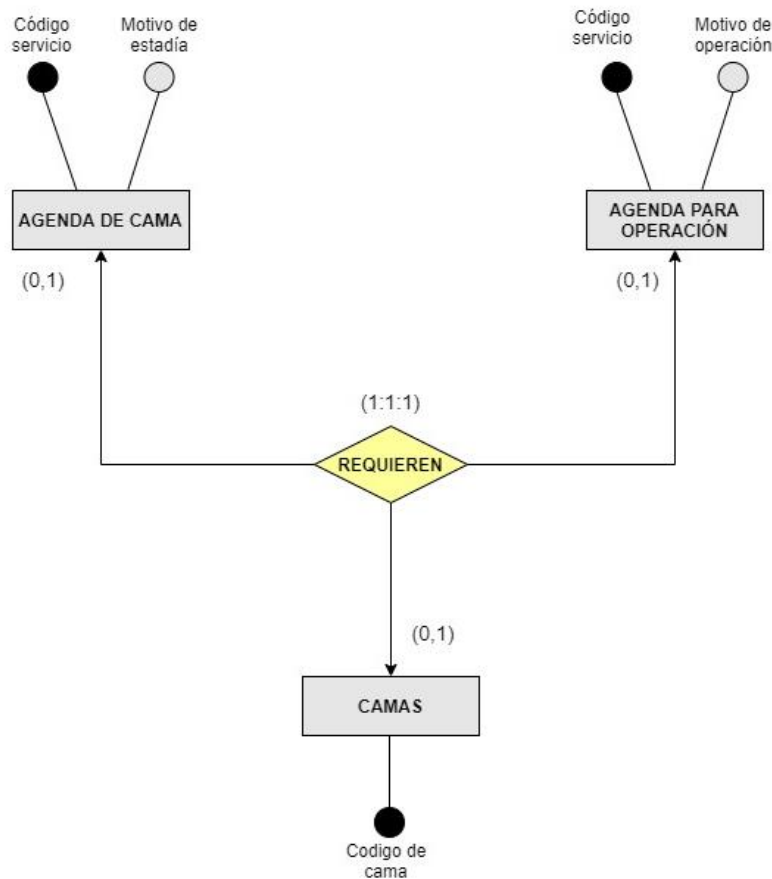 Código
servicio
Motivo de
estadía
Código
servicio
Motivo de
operación
AGENDA DE CAMA
AGENDA PARA
OPERACIÓN
(0,1)
(0,1)
(1:1:1)
REQUIEREN
(0,1)
CAMAS
Codigo de
cama